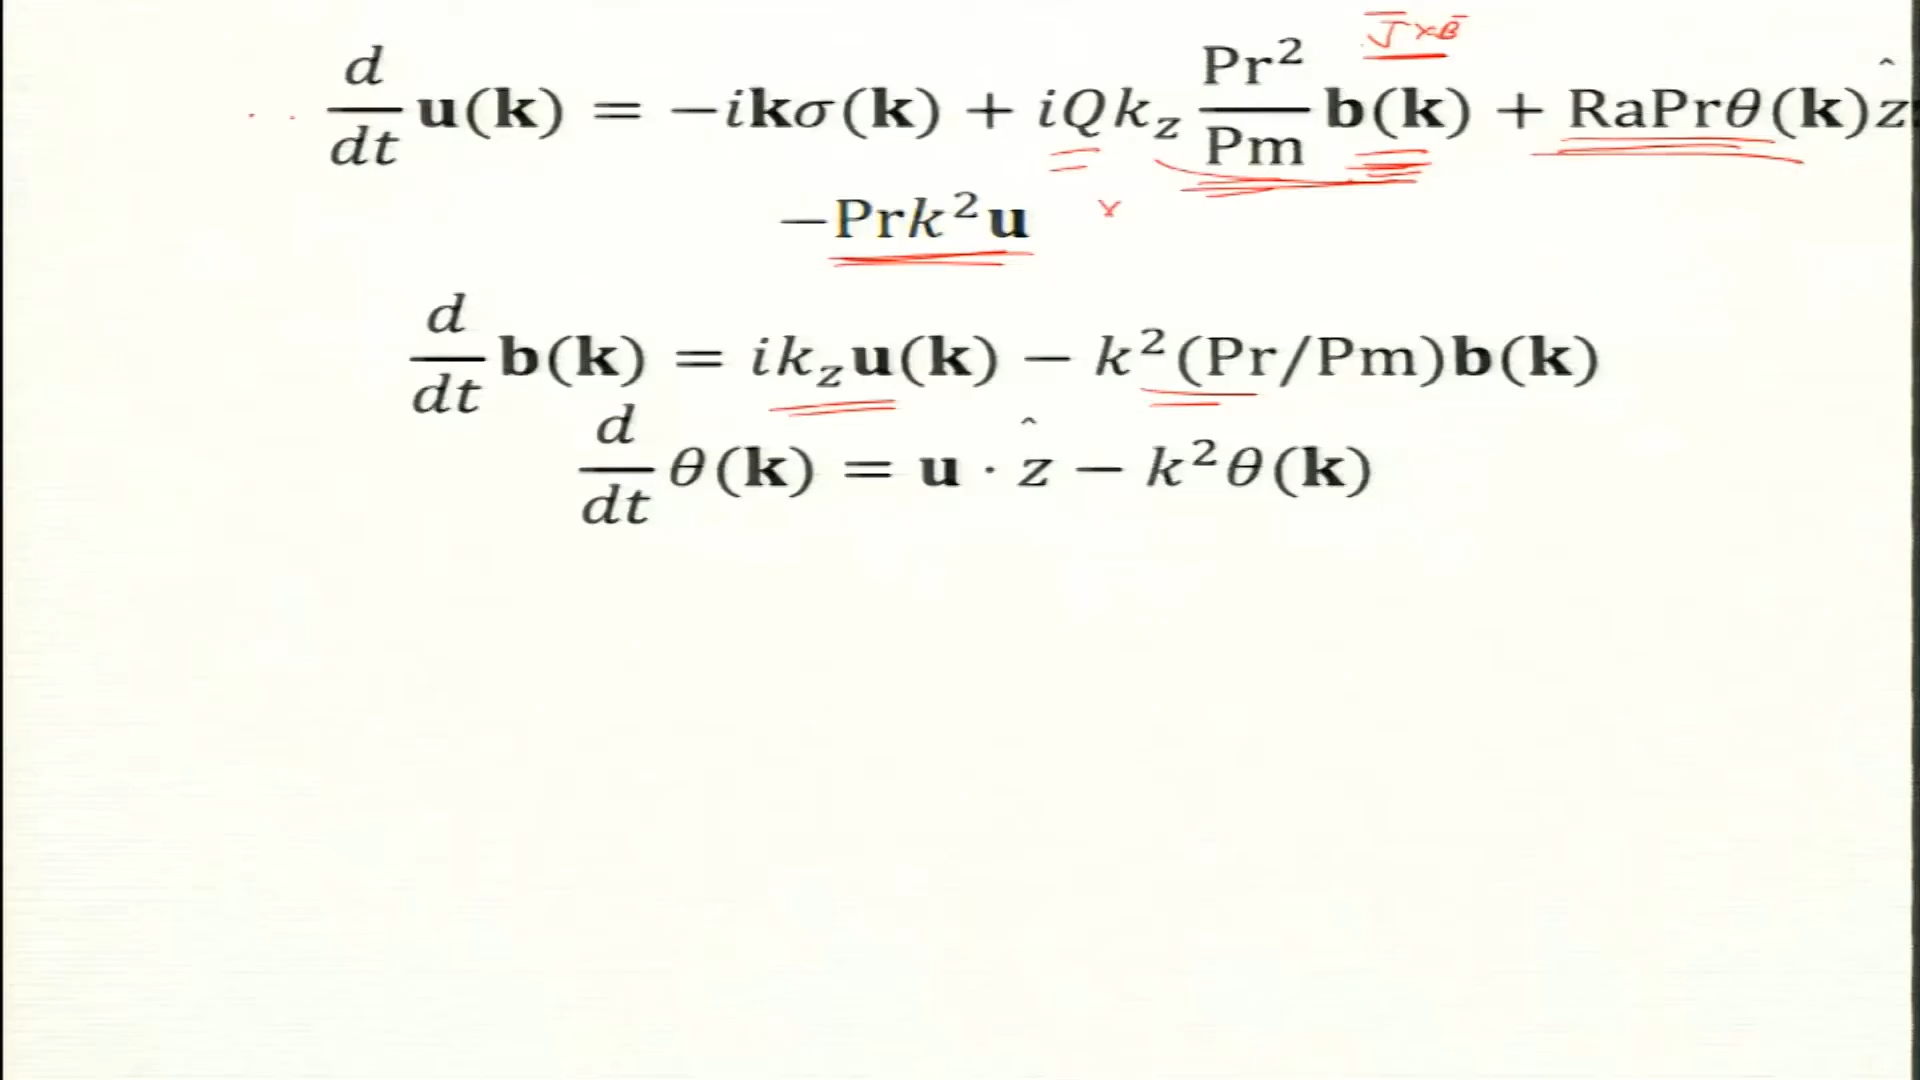 J̅×B̅
d/dt u(k) = −ikσ(k) + iQk_z Pr²/Pm b(k) + RaPrθ(k)ẑ
−Prk²u
d/dt b(k) = ik_z u(k) − k²(Pr/Pm)b(k)
d/dt θ(k) = u · ẑ − k²θ(k)